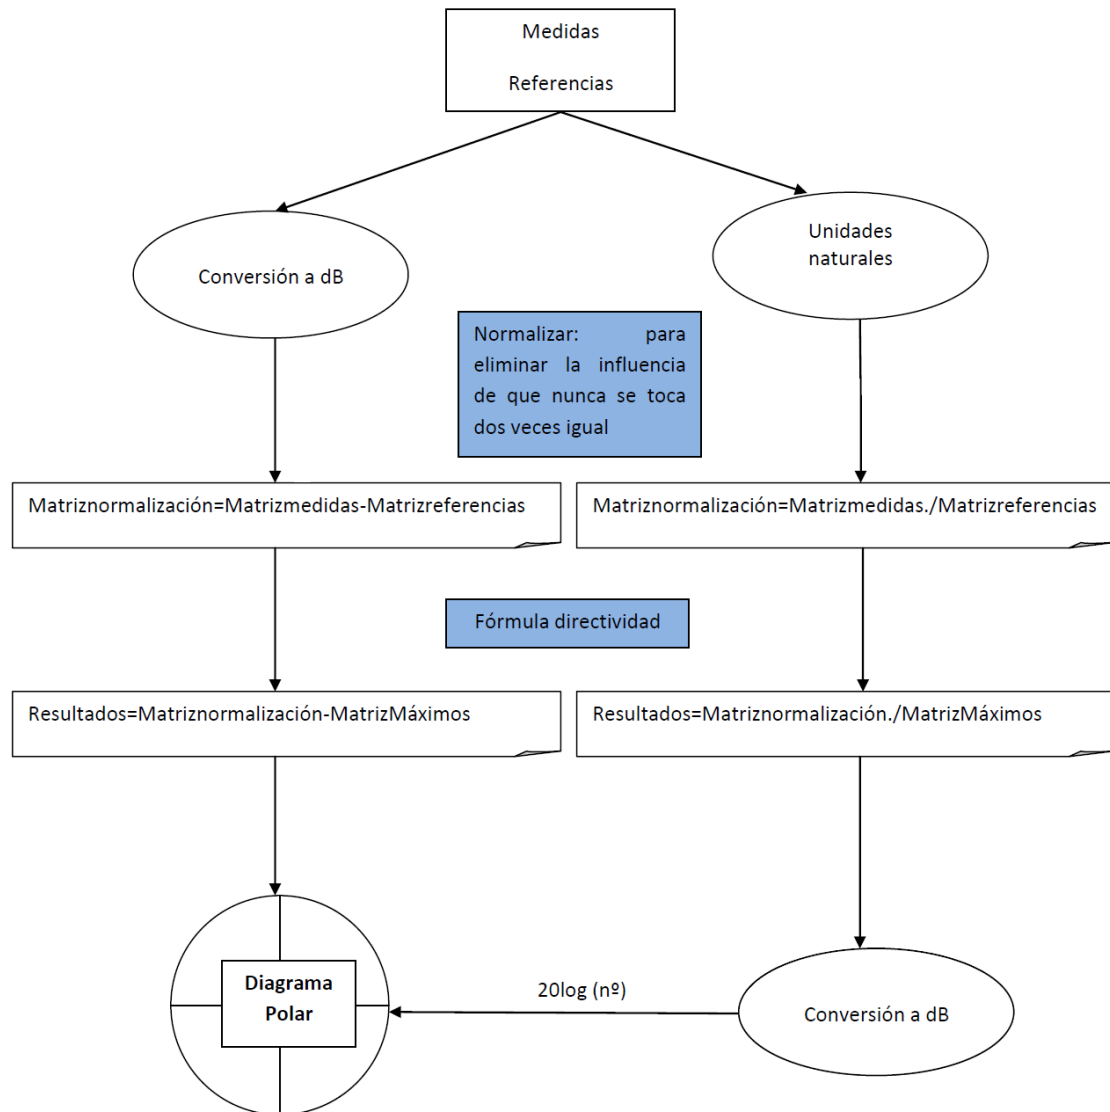 Medidas
Referencias
Conversión a dB
Unidades
naturales
Normalizar: para
eliminar la influencia
de que nunca se toca
dos veces igual
Matriznormalización=Matrizmedidas-Matrizreferencias
Matriznormalización=Matrizmedidas./Matrizreferencias
Fórmula directividad
Resultados=Matriznormalización-MatrizMáximos
Resultados=Matriznormalización./MatrizMáximos
Diagrama
Polar
20log (nº)
Conversión a dB